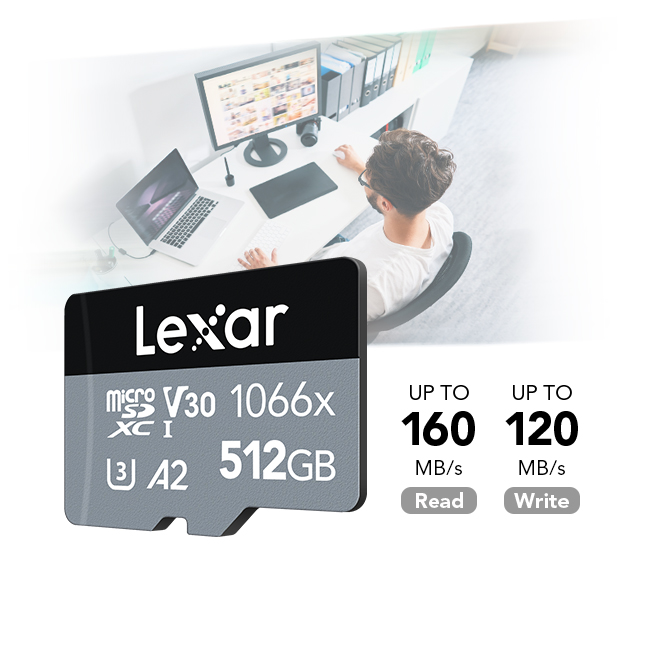 Lexar
micro SD XC I V30 1066x
U3 A2 512GB
UP TO
160
MB/s
Read
UP TO
120
MB/s
Write